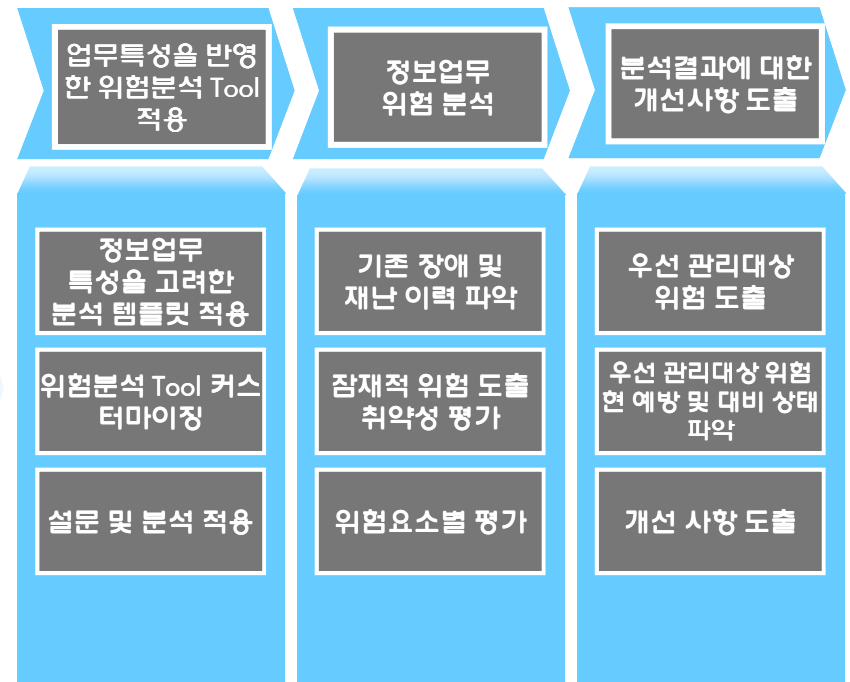 업무특성을 반영
한 위험분석 Tool
적용
정보업무
위험 분석
분석결과에 대한
개선사항 도출
정보업무
특성을 고려한
분석 템플릿 적용
위험분석 Tool 커스
터마이징
설문 및 분석 적용
기존 장애 및
재난 이력 파악
잠재적 위험 도출
취약성 평가
위험요소별 평가
우선 관리대상
위험 도출
우선 관리대상 위험
현 예방 및 대비 상태
파악
개선 사항 도출